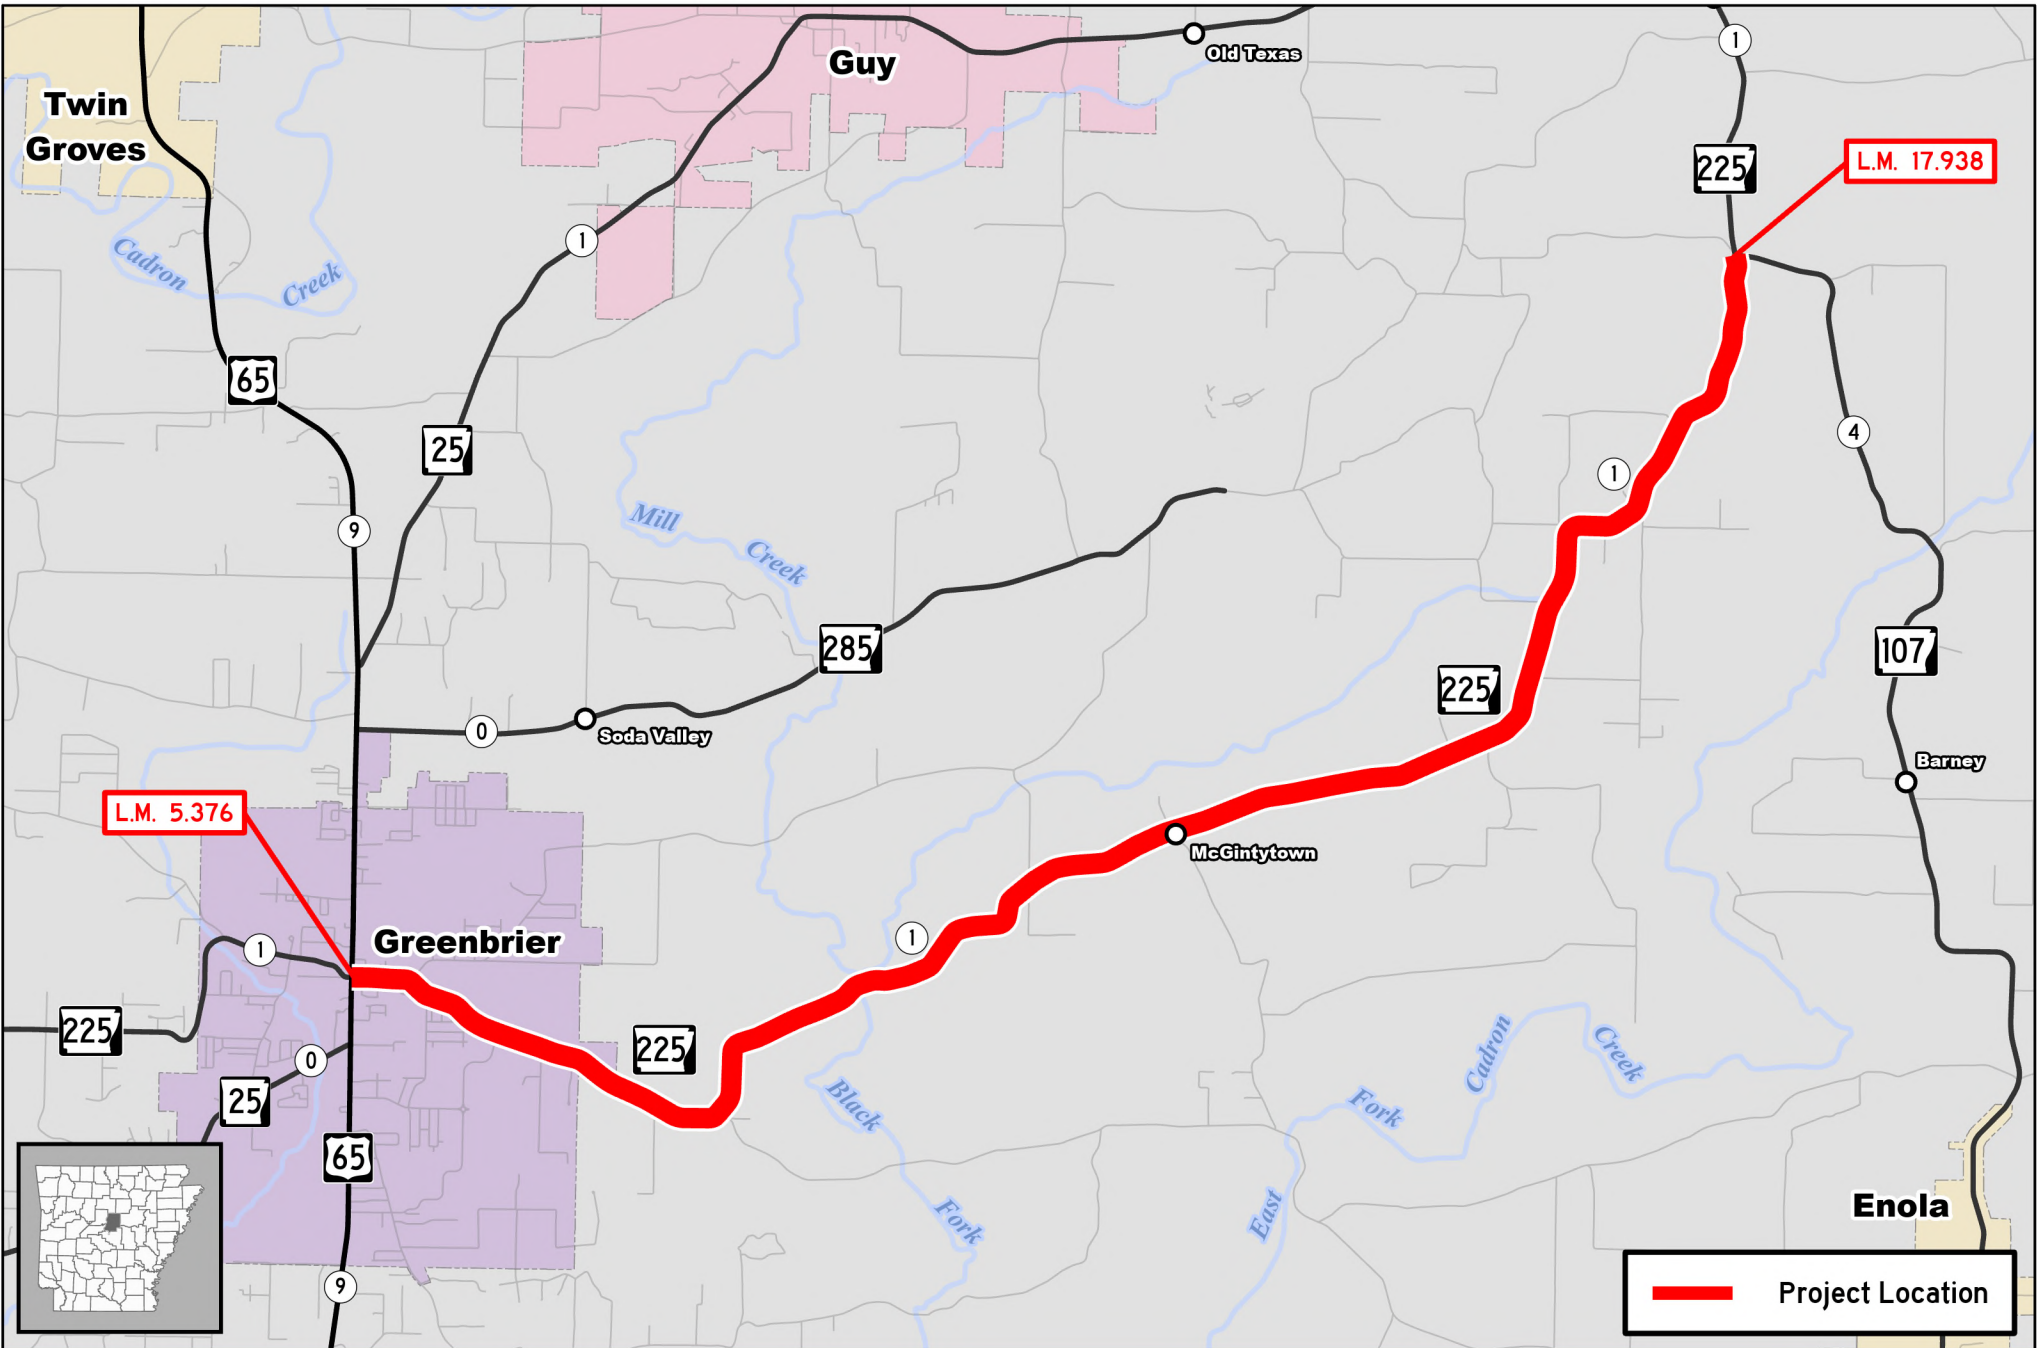 1
Old Texas
Guy
Twin
Groves
225
L.M. 17.938
1
Cadron
Creek
65
4
25
1
9
Mill
Creek
285
107
225
0
Soda Valley
Barney
L.M. 5.376
McGintytown
1
Greenbrier
1
225
225
0
25
Black
Fork
Cadron
Creek
Fork
East
65
Enola
9
Project Location